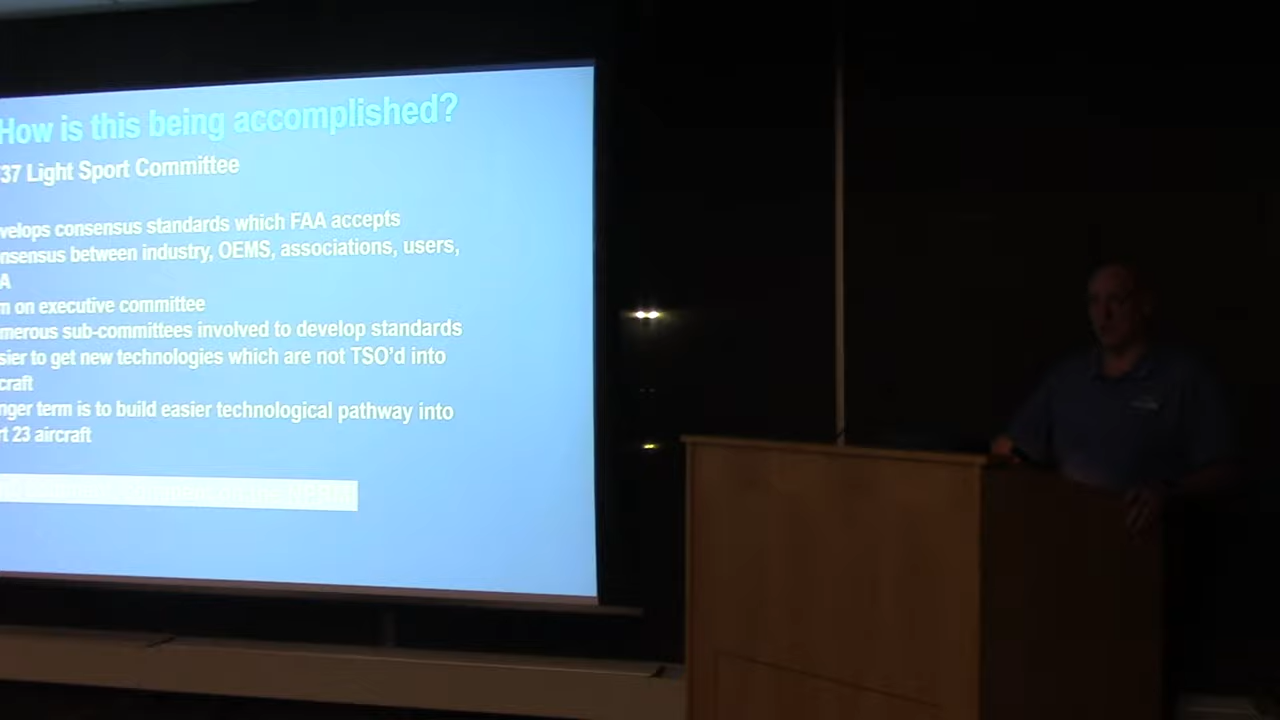 How is this being accomplished?
37 Light Sport Committee
velops consensus standards which FAA accepts
nsensus between industry, OEMS, associations, users,
A
m on executive committee
merous sub-committees involved to develop standards
sier to get new technologies which are not TSO'd into
craft
nger term is to build easier technological pathway into
rt 23 aircraft